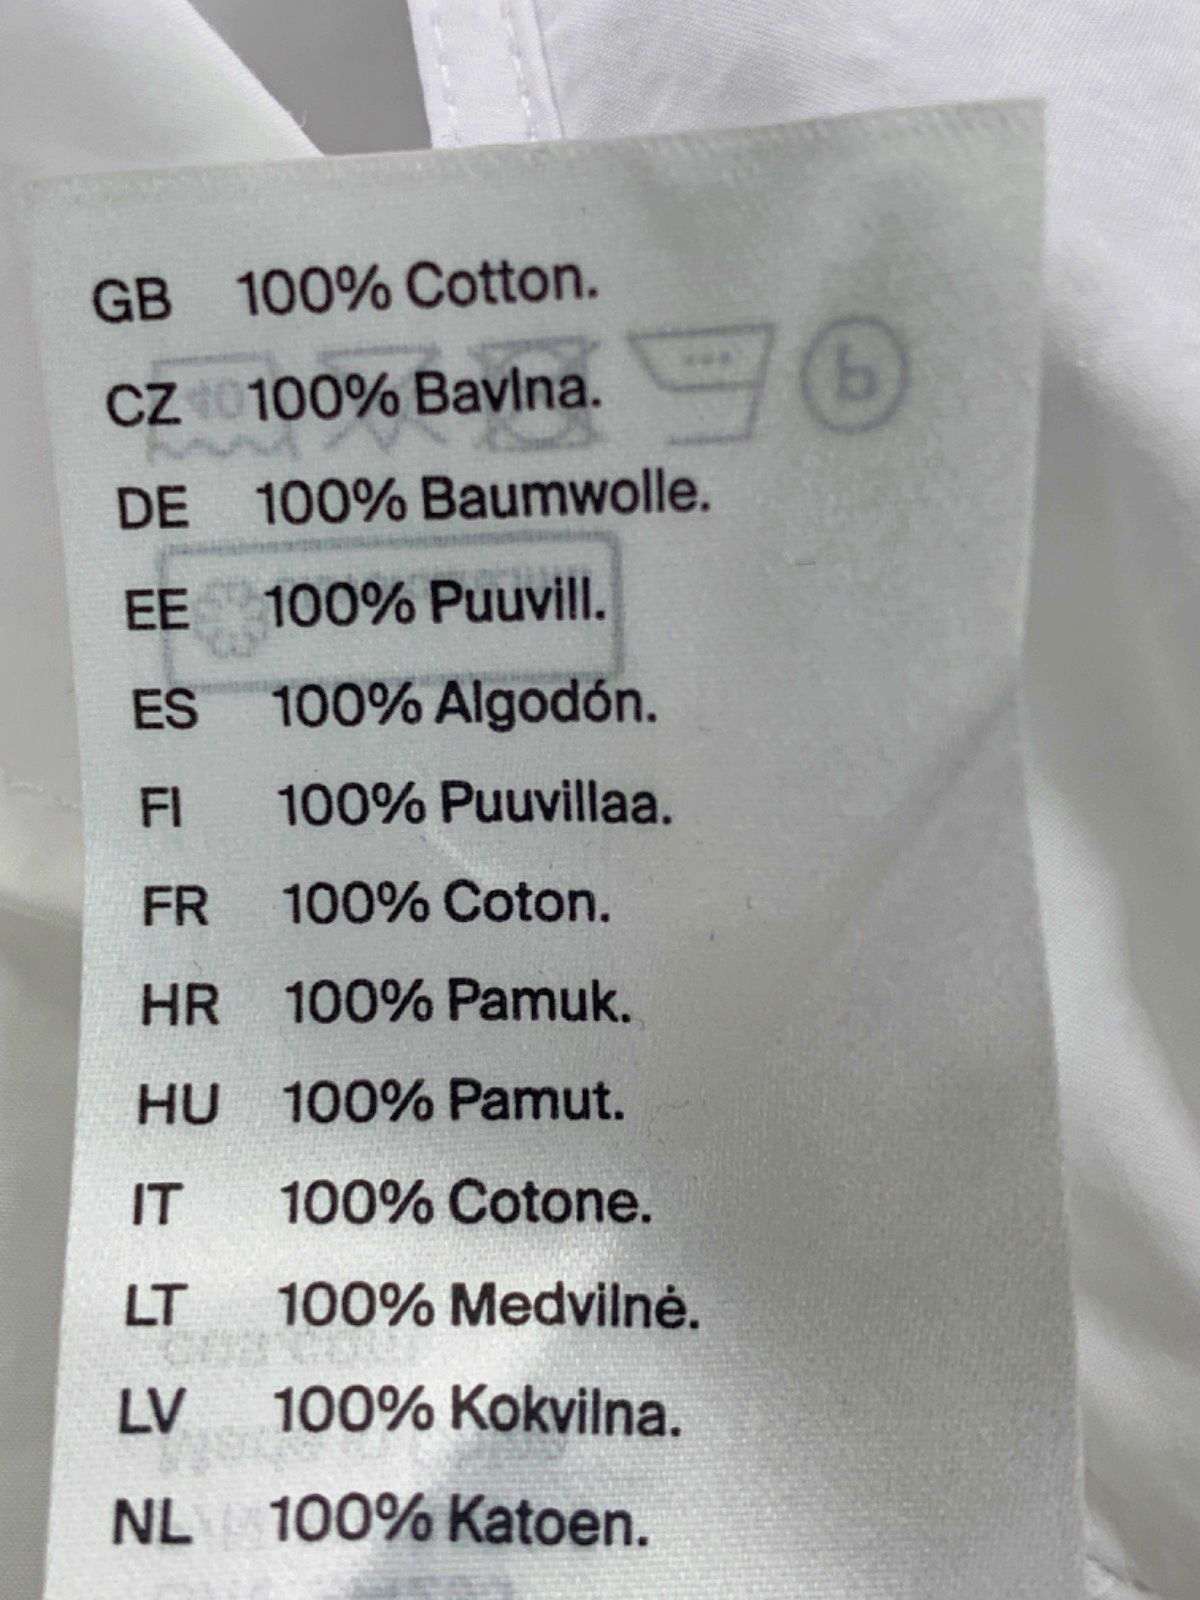 GB 100% Cotton.
CZ 100% Bavlna.
DE 100% Baumwolle.
EE 100% Puuvill.
ES 100% Algodón.
FI 100% Puuvillaa.
FR 100% Coton.
HR 100% Pamuk.
HU 100% Pamut.
IT 100% Cotone.
LT 100% Medvilnė.
LV 100% Kokvilna.
NL 100% Katoen.